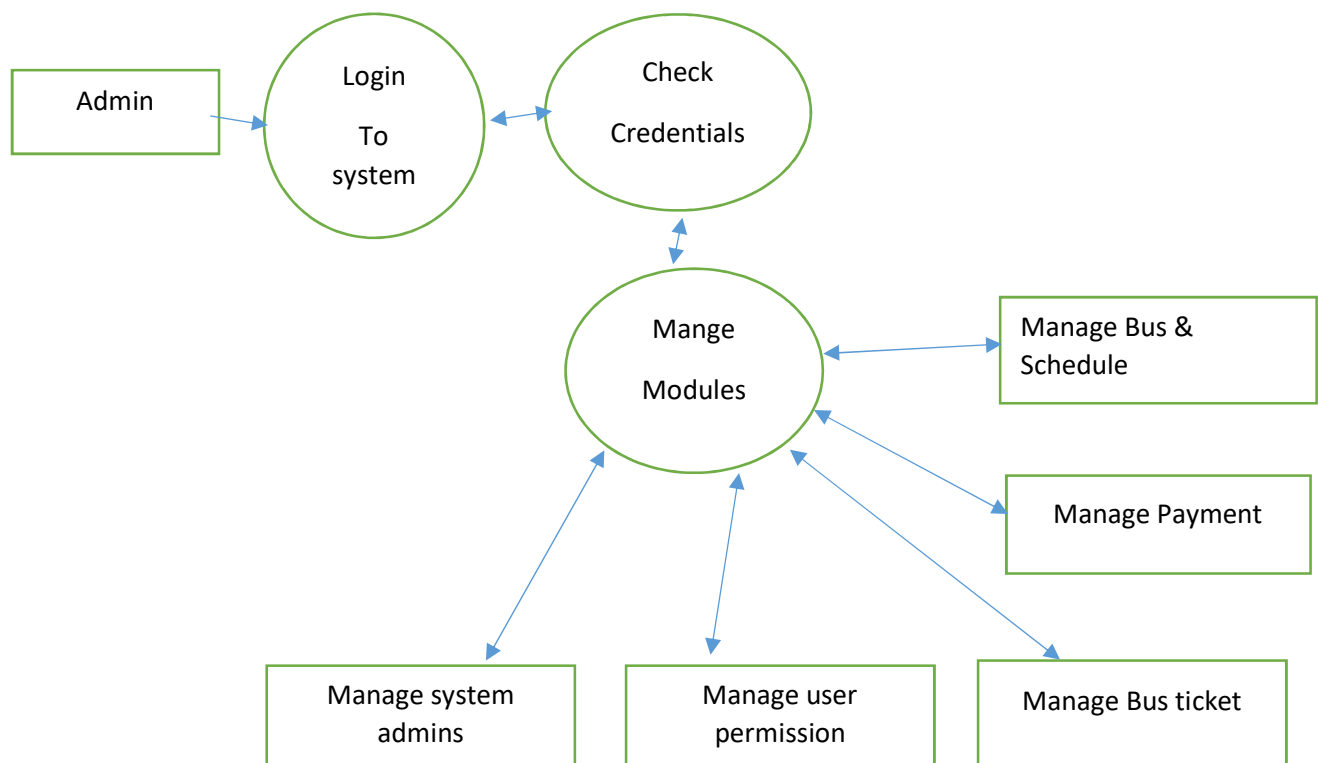 Admin
Login
To
system
Check
Credentials
Mange
Modules
Manage Bus &
Schedule
Manage Payment
Manage system
admins
Manage user
permission
Manage Bus ticket